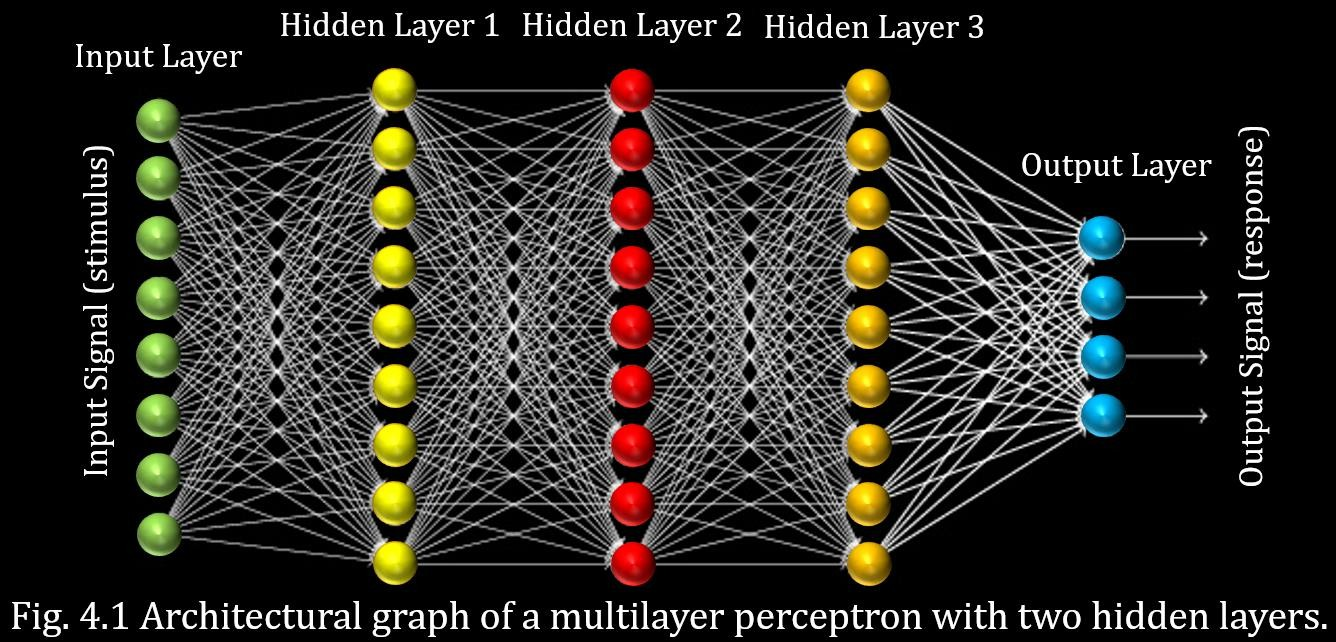 Hidden Layer 1
Hidden Layer 2
Hidden Layer 3
Input Layer
Input Signal (stimulus)
Output Layer
Output Signal (response)
Fig. 4.1 Architectural graph of a multilayer perceptron with two hidden layers.